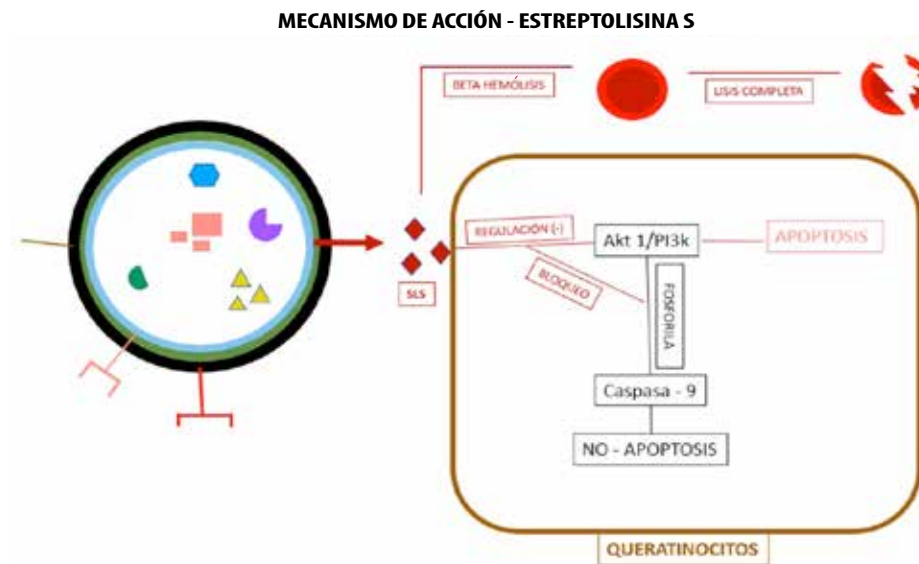 MECANISMO DE ACCIÓN - ESTREPTOLISINA S
BETA HEMÓLISIS
LISIS COMPLETA
REGULACIÓN (-)
Akt 1/PI3k
APOPTOSIS
BLOQUEO
SLS
FOSFORILA
Caspasa - 9
NO - APOPTOSIS
QUERATINOCITOS